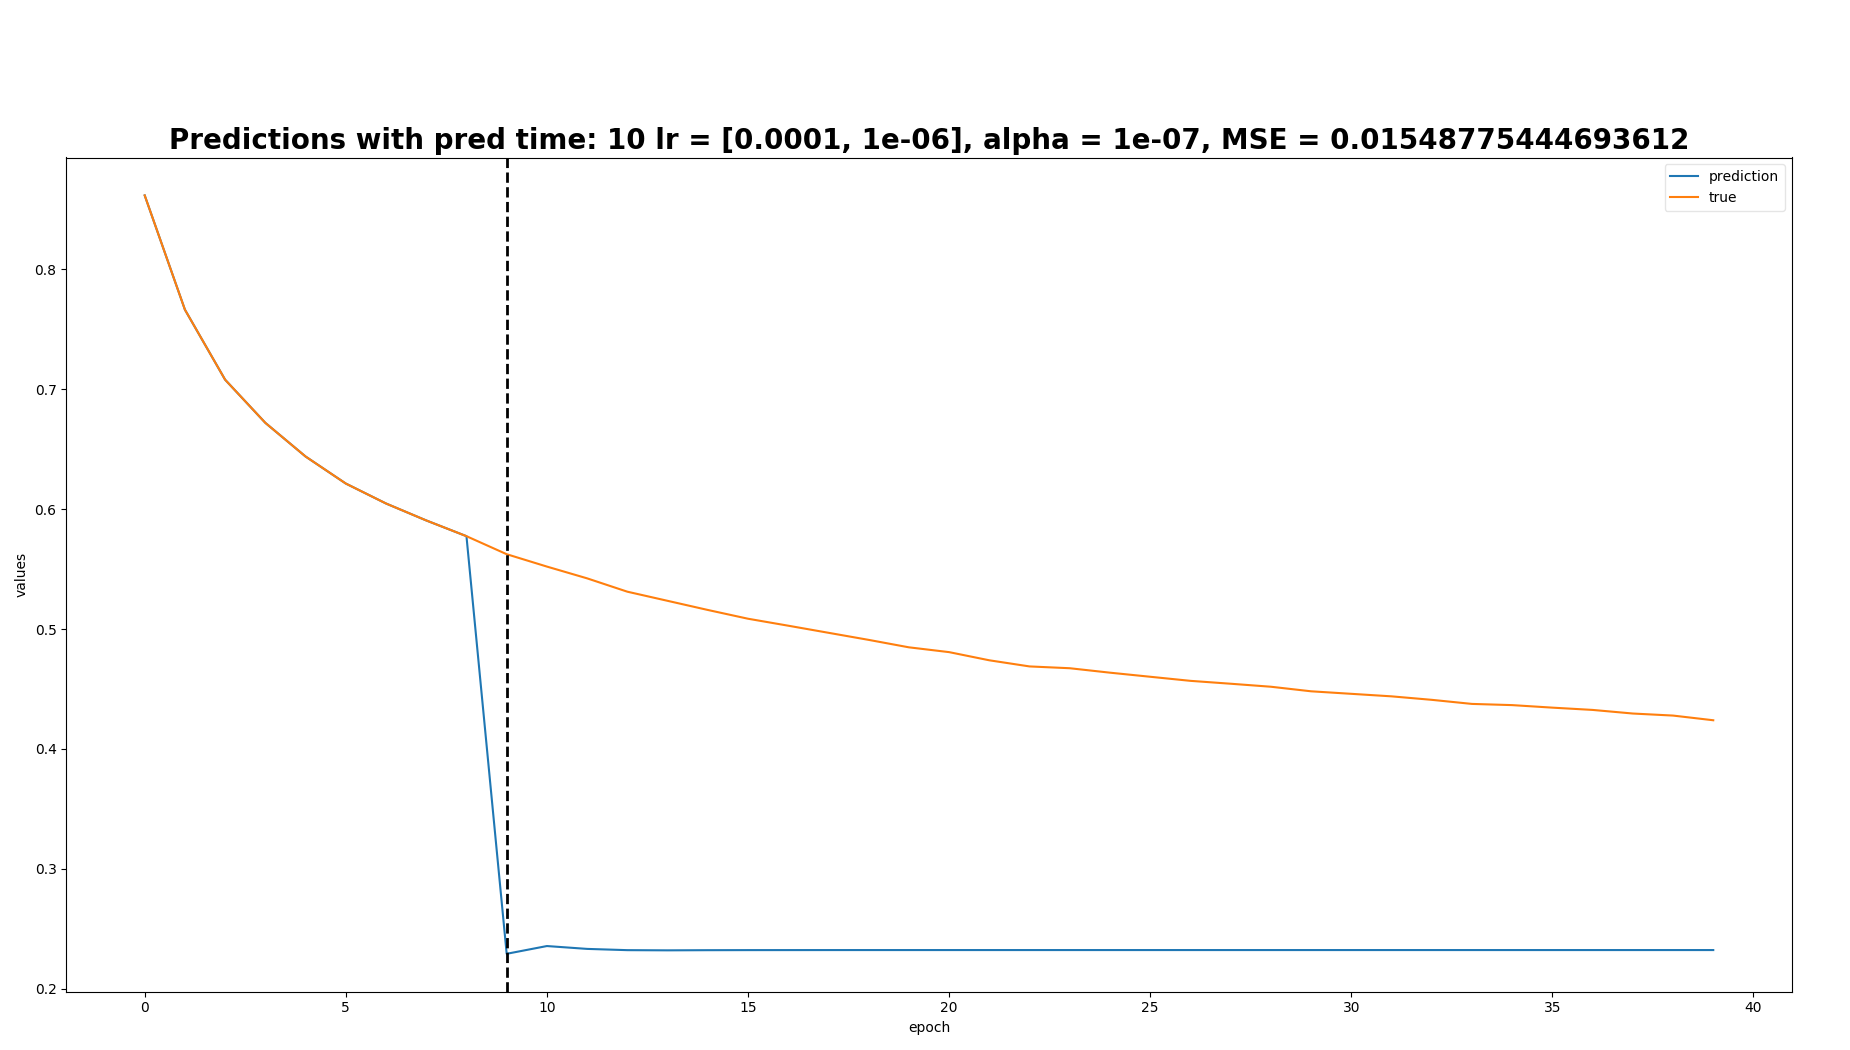 Predictions with pred time: 10 lr = [0.0001, 1e-06], alpha = 1e-07, MSE = 0.01548775444693612
prediction
true
0.8
0.7
0.6
0.5
0.4
0.3
0.2
values
0 5 10 15 20 25 30 35 40
epoch